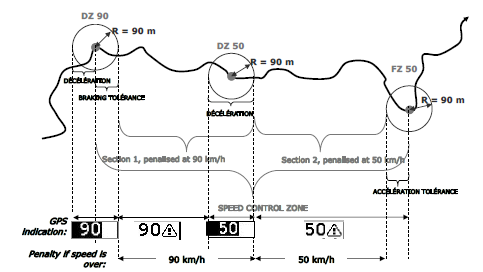 DZ 90
R = 90 m
DZ 50
R = 90 m
FZ 50
R = 90 m
DÉCÉLÉRATION
BRAKING TOLÉRANCE
DÉCÉLÉRATION
Section 1, penalised at 90 km/h
Section 2, penalised at 50 km/h
ACCÉLÉRATION TOLÉRANCE
SPEED CONTROL ZONE
GPS
indication:
90
90
50
50
Penalty if speed is
over:
90 km/h
50 km/h